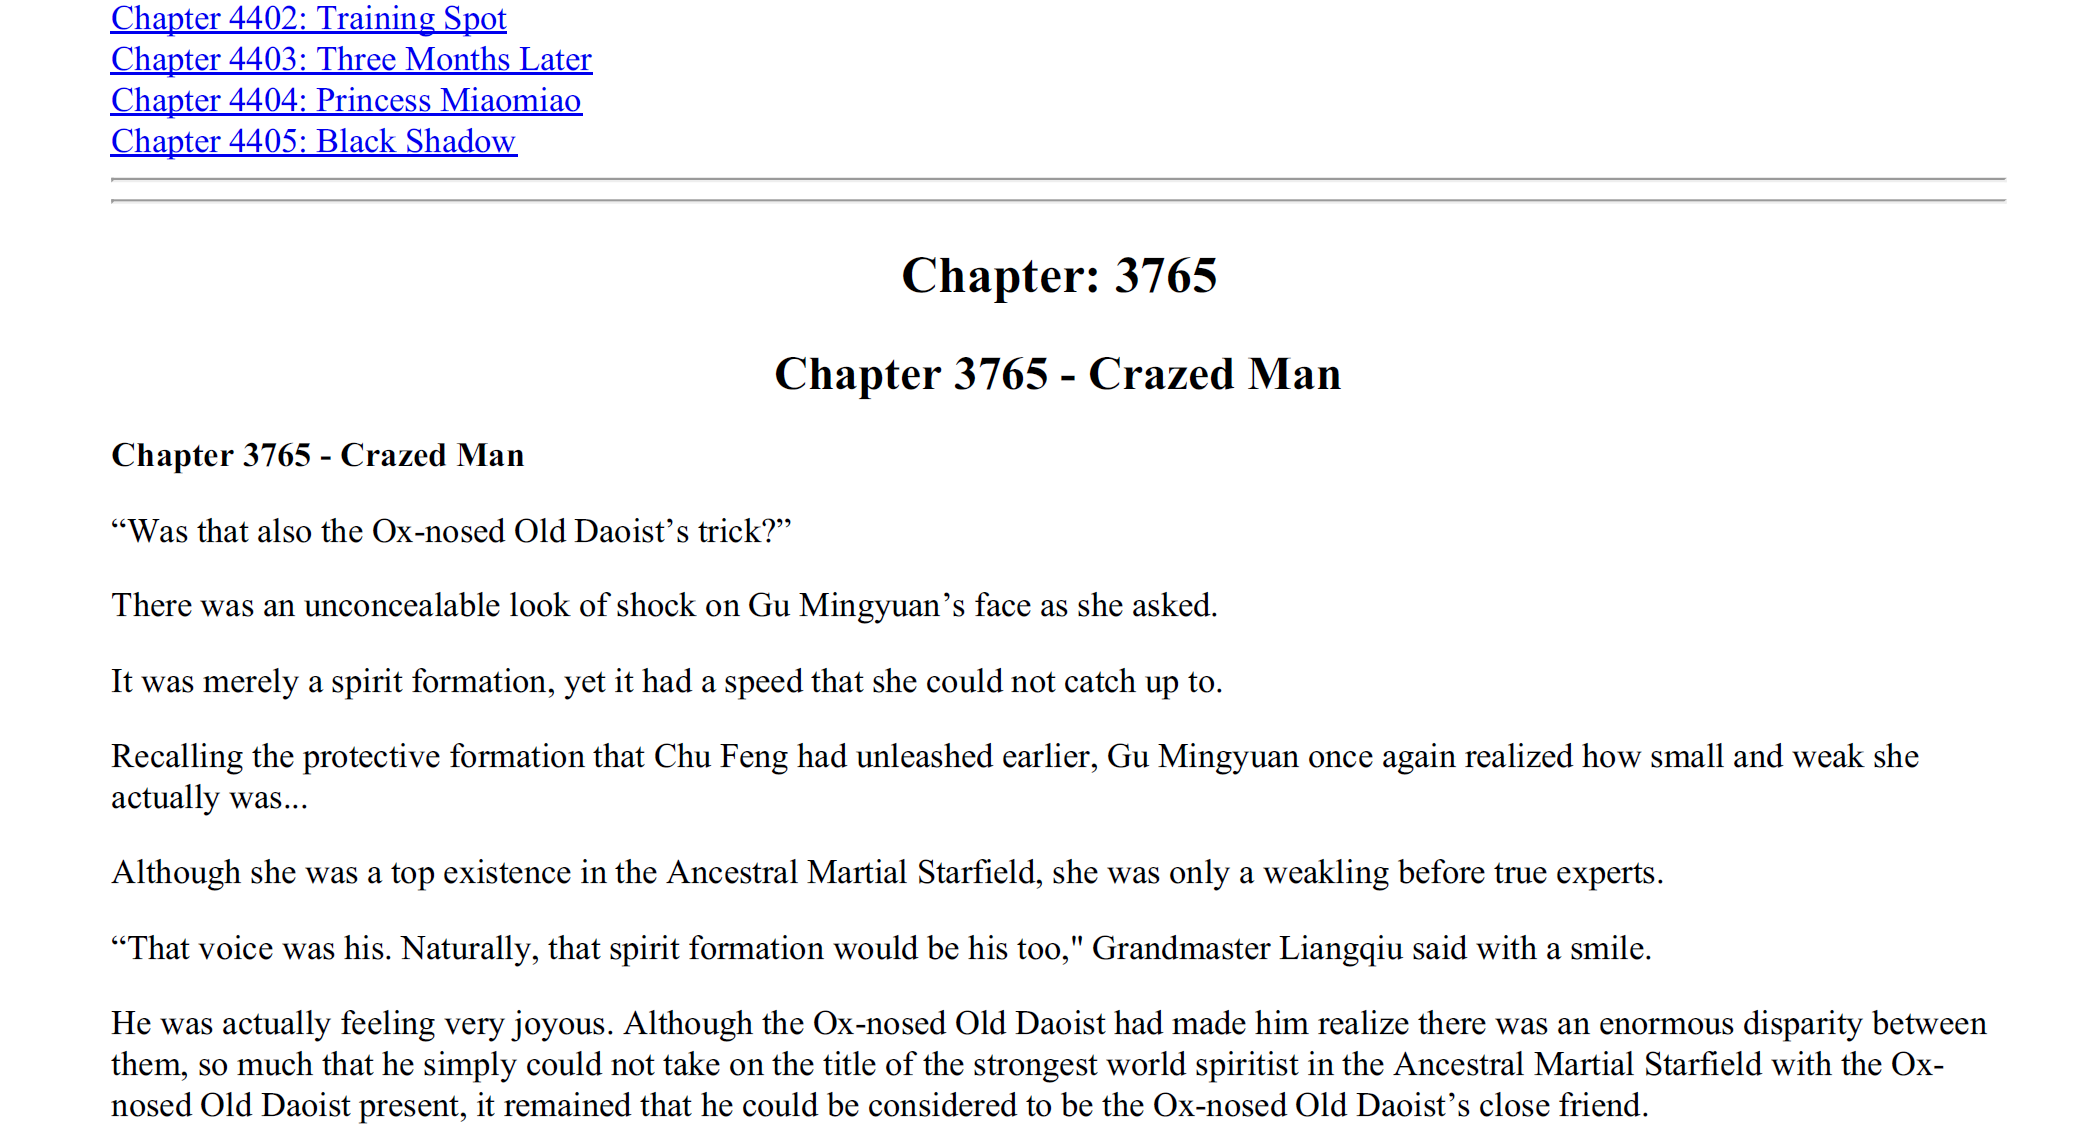 Chapter 4402: Training Spot
Chapter 4403: Three Months Later
Chapter 4404: Princess Miaomiao
Chapter 4405: Black Shadow
Chapter: 3765
Chapter 3765 - Crazed Man
Chapter 3765 - Crazed Man
“Was that also the Ox-nosed Old Daoist’s trick?”
There was an unconcealable look of shock on Gu Mingyuan’s face as she asked.
It was merely a spirit formation, yet it had a speed that she could not catch up to.
Recalling the protective formation that Chu Feng had unleashed earlier, Gu Mingyuan once again realized how small and weak she
actually was...
Although she was a top existence in the Ancestral Martial Starfield, she was only a weakling before true experts.
“That voice was his. Naturally, that spirit formation would be his too," Grandmaster Liangqiu said with a smile.
He was actually feeling very joyous. Although the Ox-nosed Old Daoist had made him realize there was an enormous disparity between
them, so much that he simply could not take on the title of the strongest world spiritist in the Ancestral Martial Starfield with the Ox-
nosed Old Daoist present, it remained that he could be considered to be the Ox-nosed Old Daoist’s close friend.